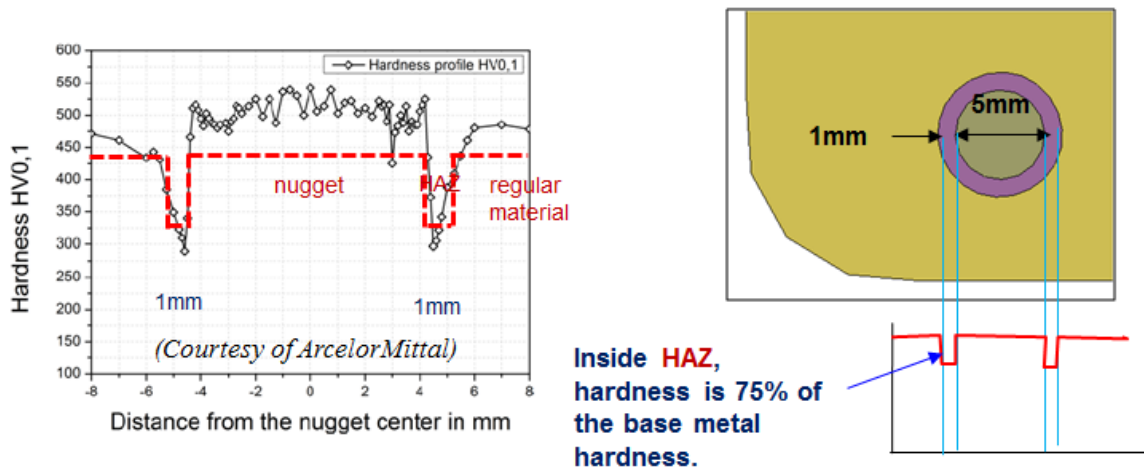 600
550
500
450
400
350
300
250
200
150
100
Hardness HV0,1
Hardness profile HV0,1
nugget
HAZ
regular
material
1mm
1mm
(Courtesy of ArcelorMittal)
-8
-6
-4
-2
0
2
4
6
8
Distance from the nugget center in mm
5mm
1mm
Inside HAZ,
hardness is 75% of
the base metal
hardness.